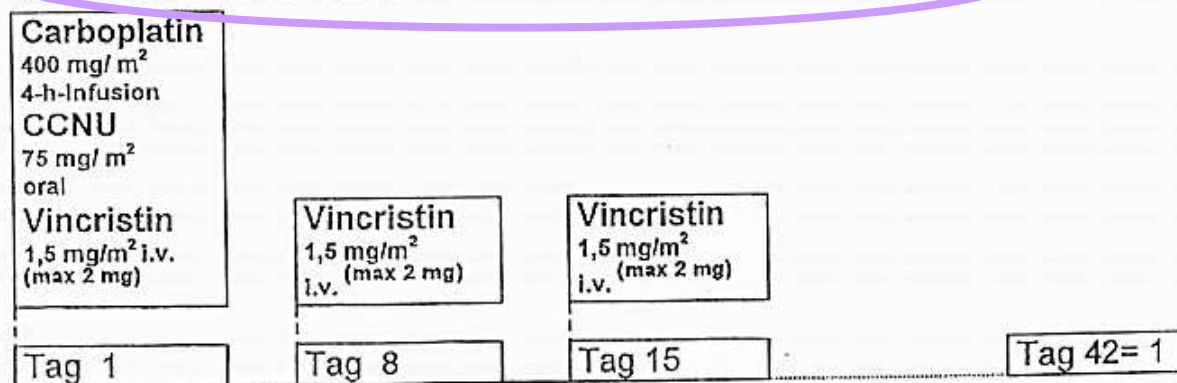 Carboplatin
400 mg/ m²
4-h-Infusion
CCNU
75 mg/ m²
oral
Vincristin
1,5 mg/m² i.v.
(max 2 mg)
Vincristin
1,5 mg/m²
(max 2 mg)
i.v.
Vincristin
1,5 mg/m²
(max 2 mg)
i.v.
Tag 1
Tag 8
Tag 15
Tag 42= 1